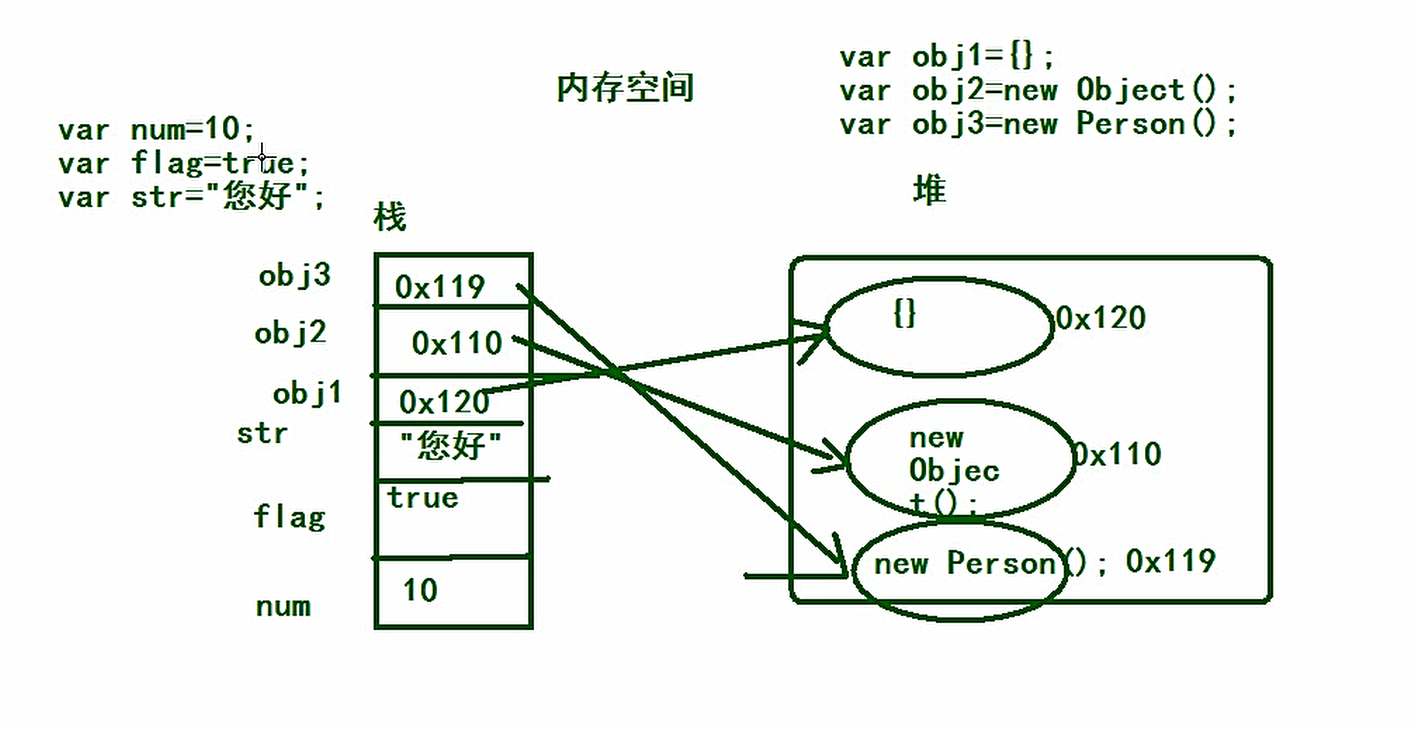 内存空间
var obj1={};
var obj2=new Object();
var obj3=new Person();
var num=10;
var flag=true;
var str="您好";
栈
堆
obj3
0x119
obj2
0x110
obj1
0x120
str
"您好"
flag
true
num
10
{}
0x120
new
Objec
t();
0x110
new Person();
0x119